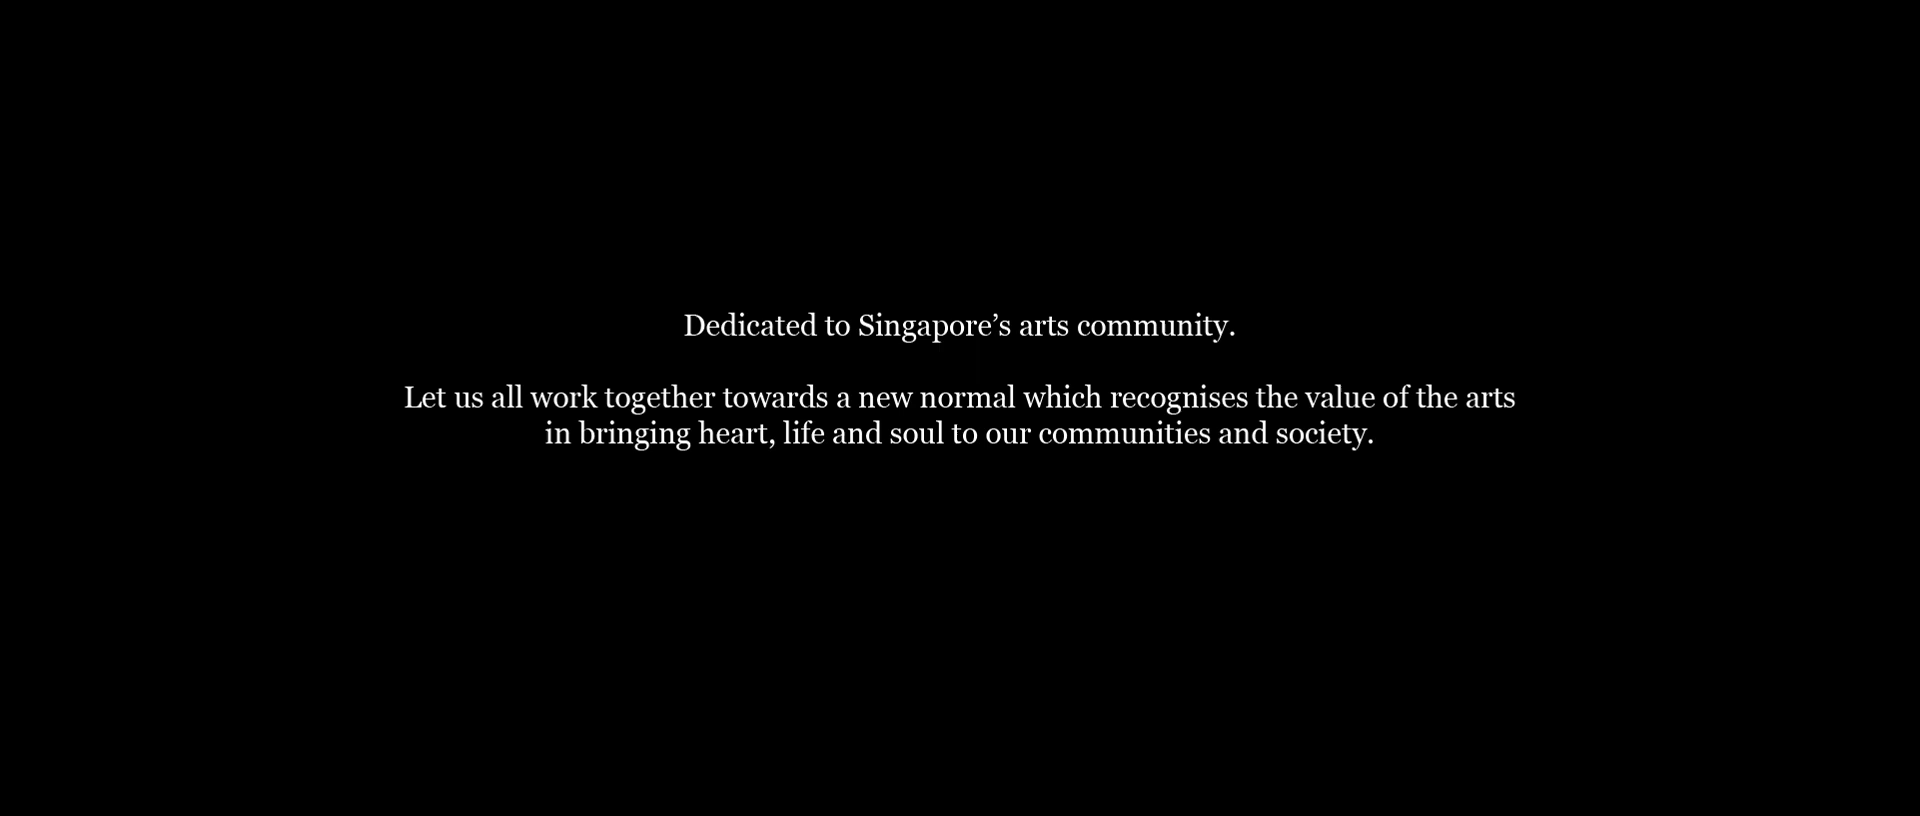 Dedicated to Singapore’s arts community.
Let us all work together towards a new normal which recognises the value of the arts
in bringing heart, life and soul to our communities and society.